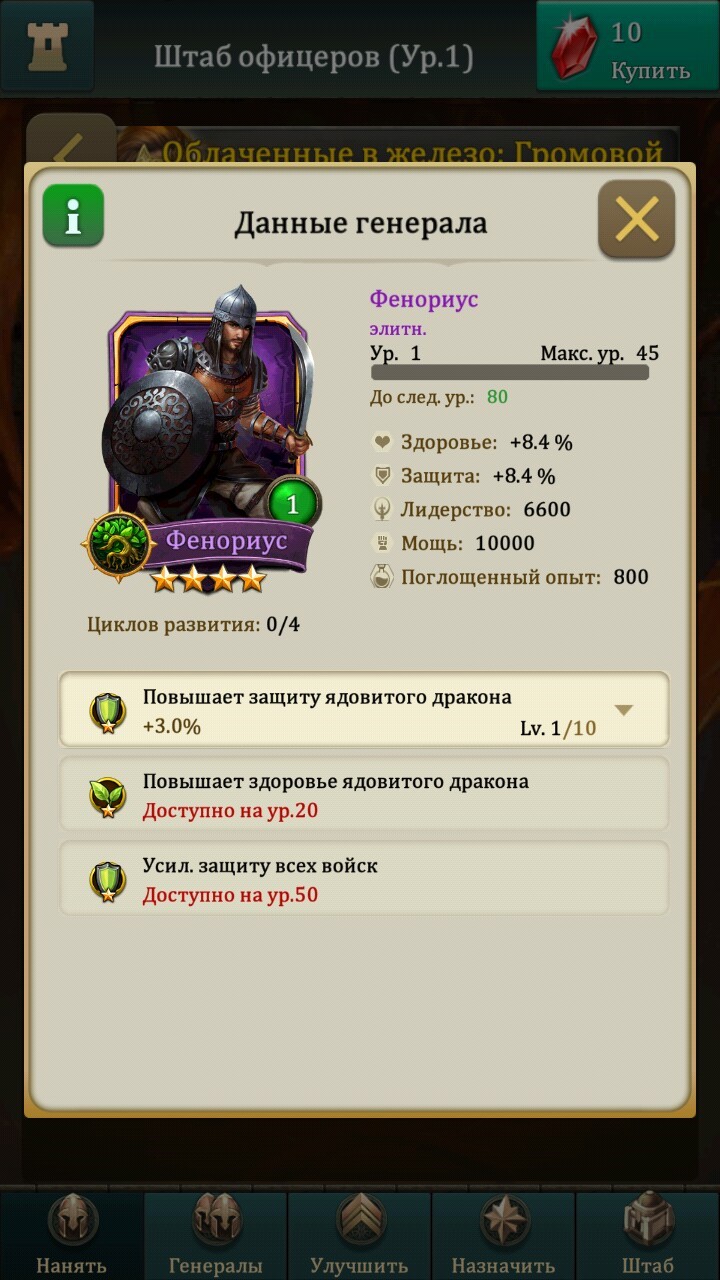 Штаб офицеров (Ур.1)
10
Купить
Облаченные в железо: Громовой
Данные генерала
Фенориус
элитн.
Ур. 1 Макс. ур. 45
До след. ур.: 80
Здоровье: +8.4 %
Защита: +8.4 %
Лидерство: 6600
Мощь: 10000
Поглощенный опыт: 800
1
Фенориус
Циклов развития: 0/4
Повышает защиту ядовитого дракона
+3.0% Lv. 1/10
Повышает здоровье ядовитого дракона
Доступно на ур.20
Усил. защиту всех войск
Доступно на ур.50
Нанять Генералы Улучшить Назначить Штаб